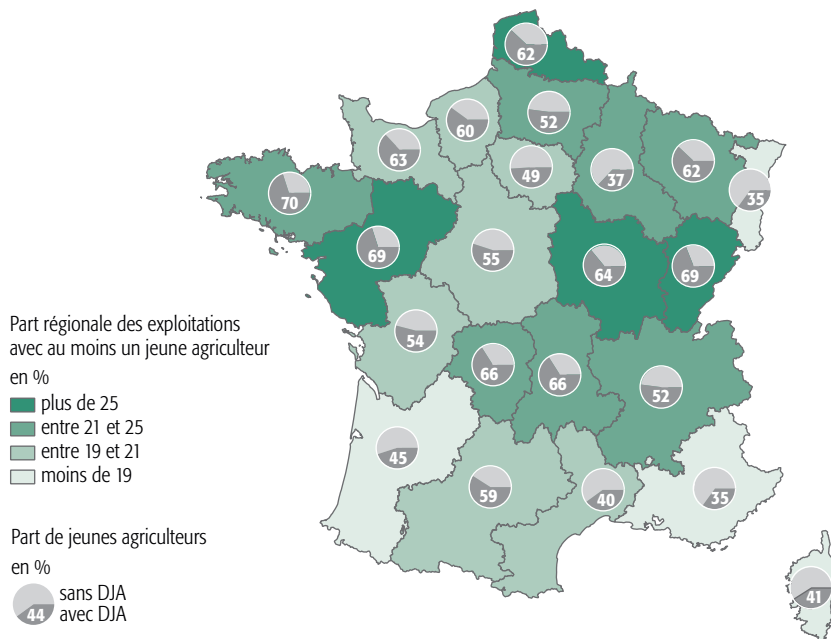 62
60
52
63
49
37
62
35
70
69
55
64
69
54
66
66
52
45
59
40
35
41
Part régionale des exploitations
avec au moins un jeune agriculteur
en %
plus de 25
entre 21 et 25
entre 19 et 21
moins de 19
Part de jeunes agriculteurs
en %
sans DJA
44 avec DJA